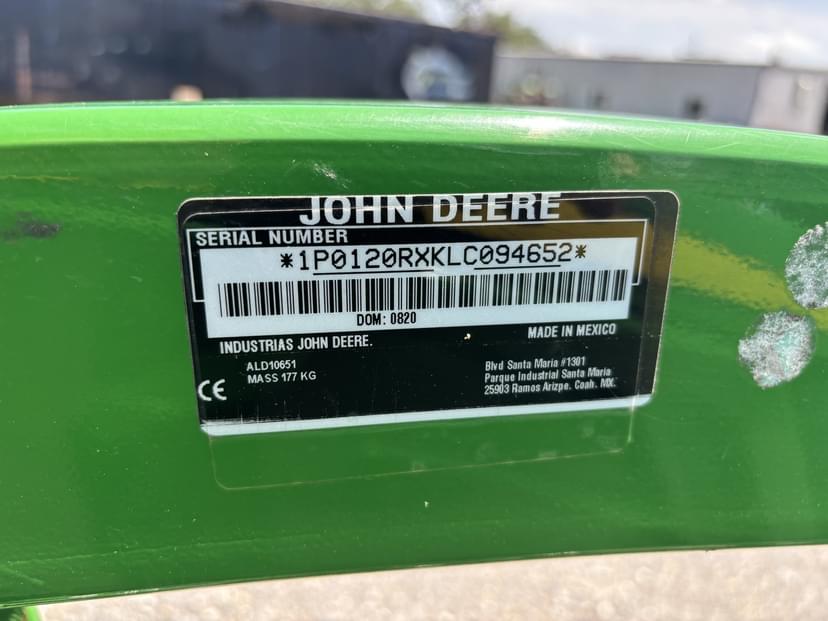 JOHN DEERE
SERIAL NUMBER
*1P0120RXKLC094652*
DOM: 0820
INDUSTRIAS JOHN DEERE.
MADE IN MEXICO
ALD10651
MASS 177 KG
CE
Blvd Santa Maria #1301
Parque Industrial Santa Maria
25903 Ramos Arizpe. Coah. MX.